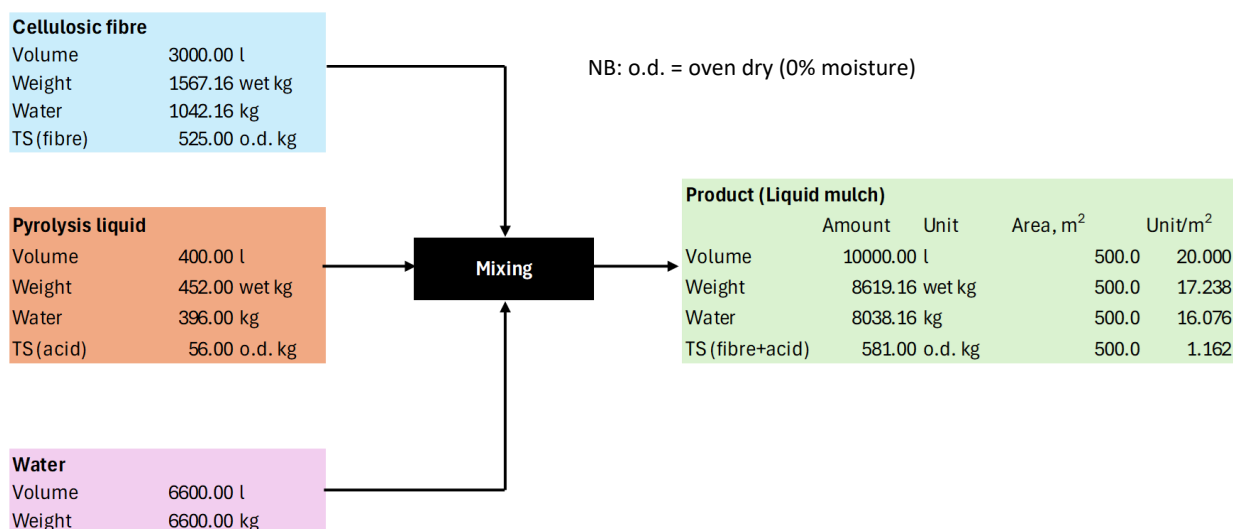 Cellulosic fibre
Volume 3000.00 l
Weight 1567.16 wet kg
Water 1042.16 kg
TS (fibre) 525.00 o.d. kg
NB: o.d. = oven dry (0% moisture)
Pyrolysis liquid
Volume 400.00 l
Weight 452.00 wet kg
Water 396.00 kg
TS (acid) 56.00 o.d. kg
Mixing
Product (Liquid mulch)
Amount Unit Area, m² Unit/m²
Volume 10000.00 l 500.0 20.000
Weight 8619.16 wet kg 500.0 17.238
Water 8038.16 kg 500.0 16.076
TS (fibre+acid) 581.00 o.d. kg 500.0 1.162
Water
Volume 6600.00 l
Weight 6600.00 kg